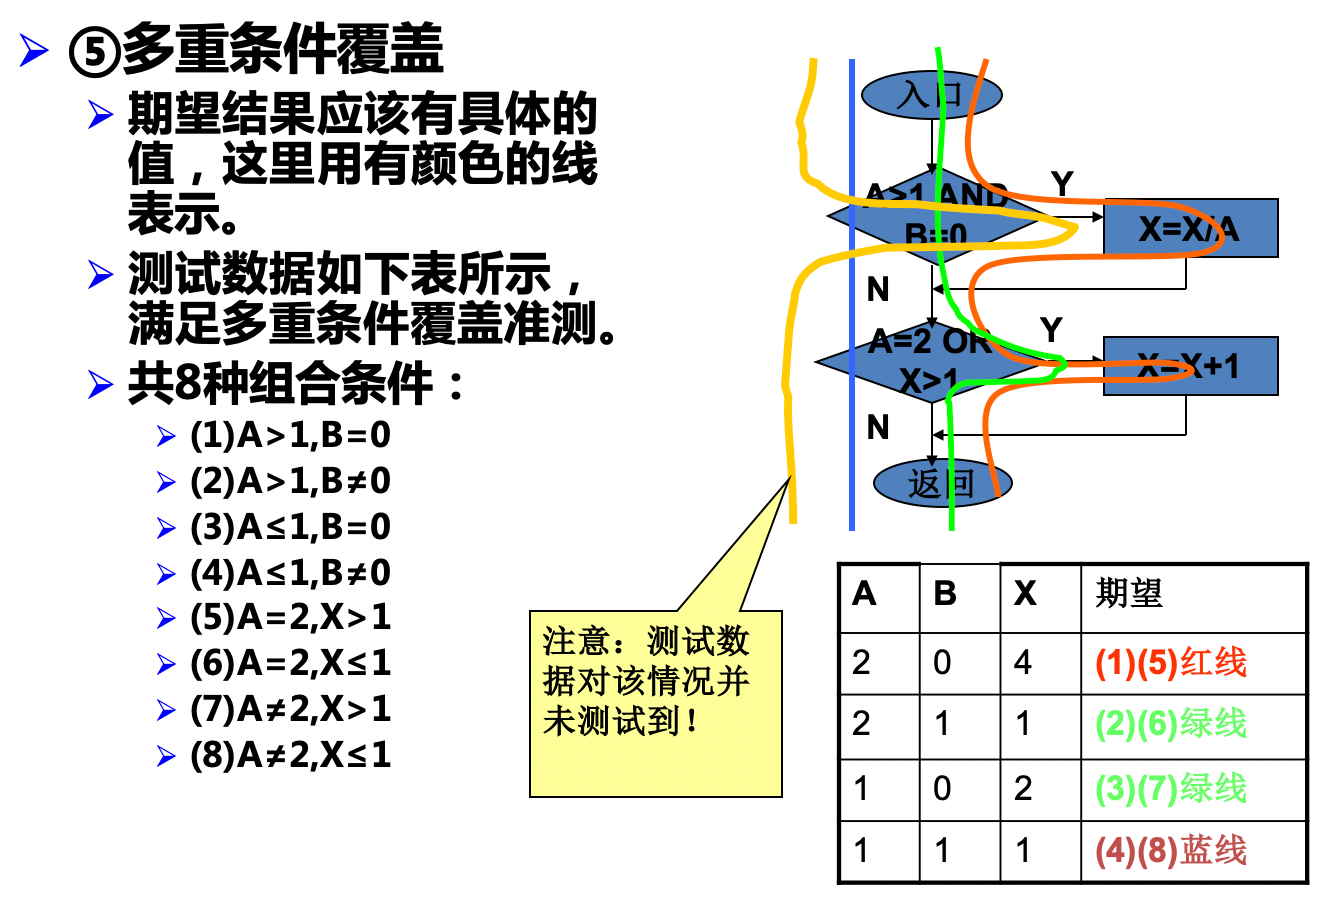 ⑤多重条件覆盖
期望结果应该有具体的
值，这里用有颜色的线
表示。
测试数据如下表所示，
满足多重条件覆盖准测。
共8种组合条件：
(1)A>1,B=0
(2)A>1,B≠0
(3)A≤1,B=0
(4)A≤1,B≠0
(5)A=2,X>1
(6)A=2,X≤1
(7)A≠2,X>1
(8)A≠2,X≤1
入口
A>1 AND
B=0
Y
X=X/A
N
A=2 OR
X>1
Y
X=X+1
N
返回
注意：测试数
据对该情况并
未测试到！
A B X 期望
2 0 4 (1)(5)红线
2 1 1 (2)(6)绿线
1 0 2 (3)(7)绿线
1 1 1 (4)(8)蓝线